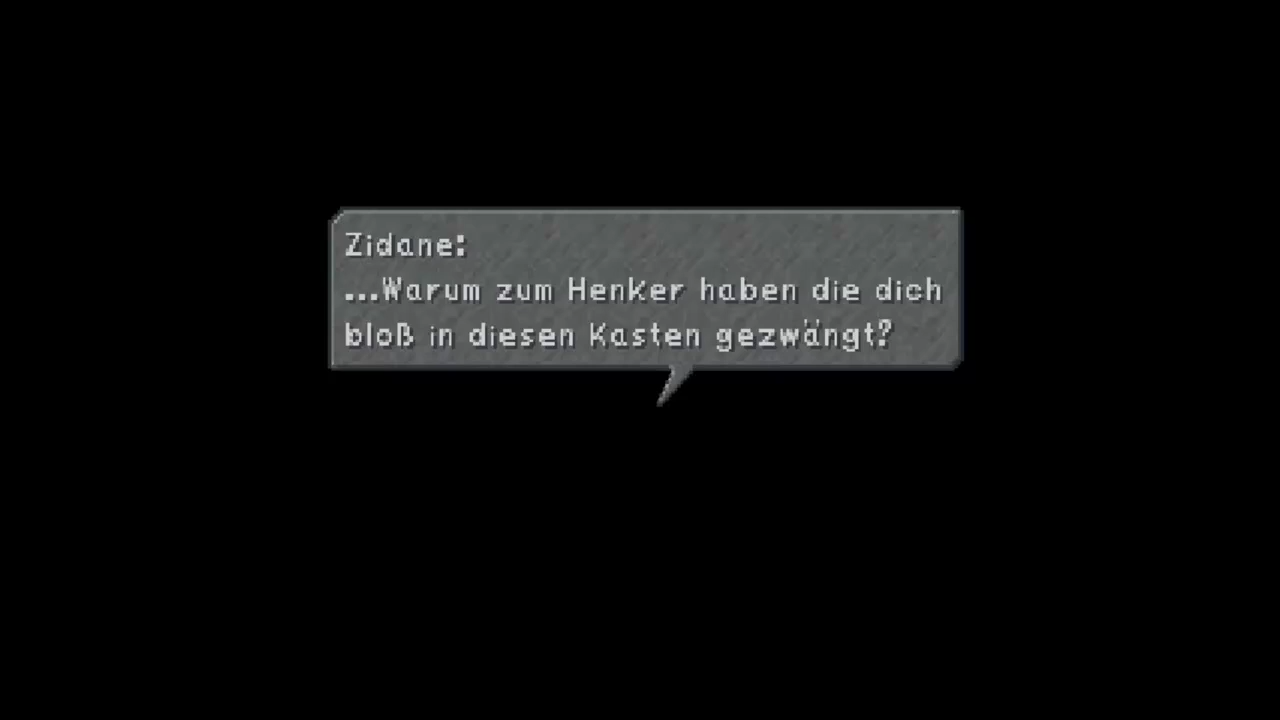 Zidane:
...Warum zum Henker haben die dich
bloß in diesen Kasten gezwängt?